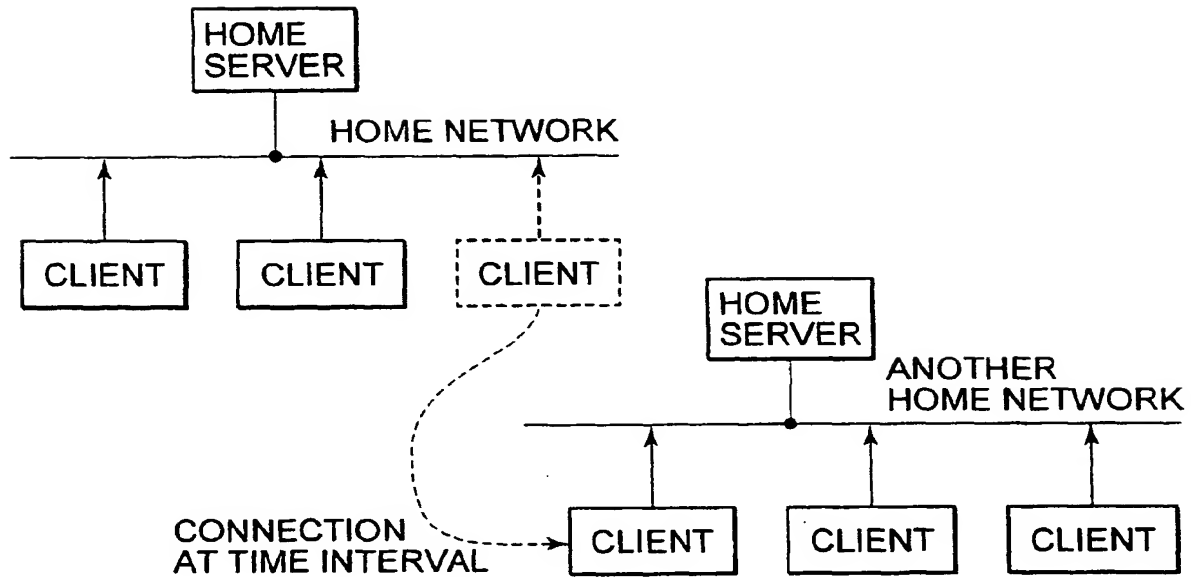 HOME
SERVER
HOME NETWORK
CLIENT
CLIENT
CLIENT
HOME
SERVER
ANOTHER
HOME NETWORK
CONNECTION
AT TIME INTERVAL
CLIENT
CLIENT
CLIENT